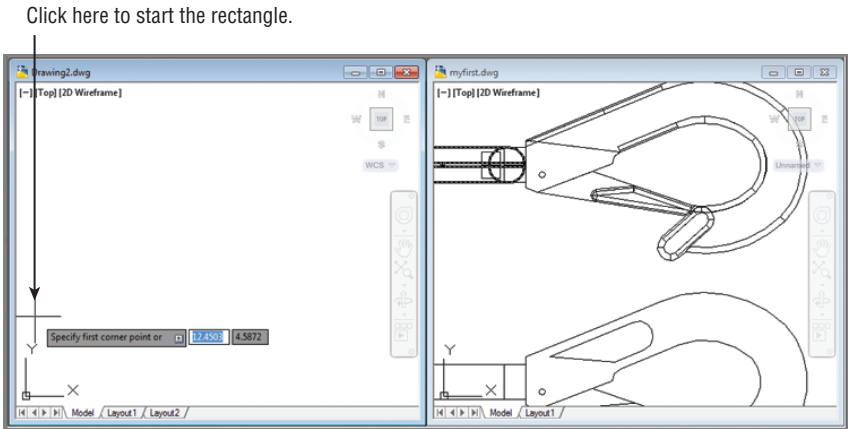 Click here to start the rectangle.
Drawing2.dwg
[−] [Top] [2D Wireframe]
N
W
TOP
E
S
WCS
Specify first corner point or
12.4503
4.5872
Y
X
Model
Layout1
Layout2
myfirst.dwg
[−] [Top] [2D Wireframe]
N
W
TOP
E
S
Unnamed
Y
X
Model
Layout1